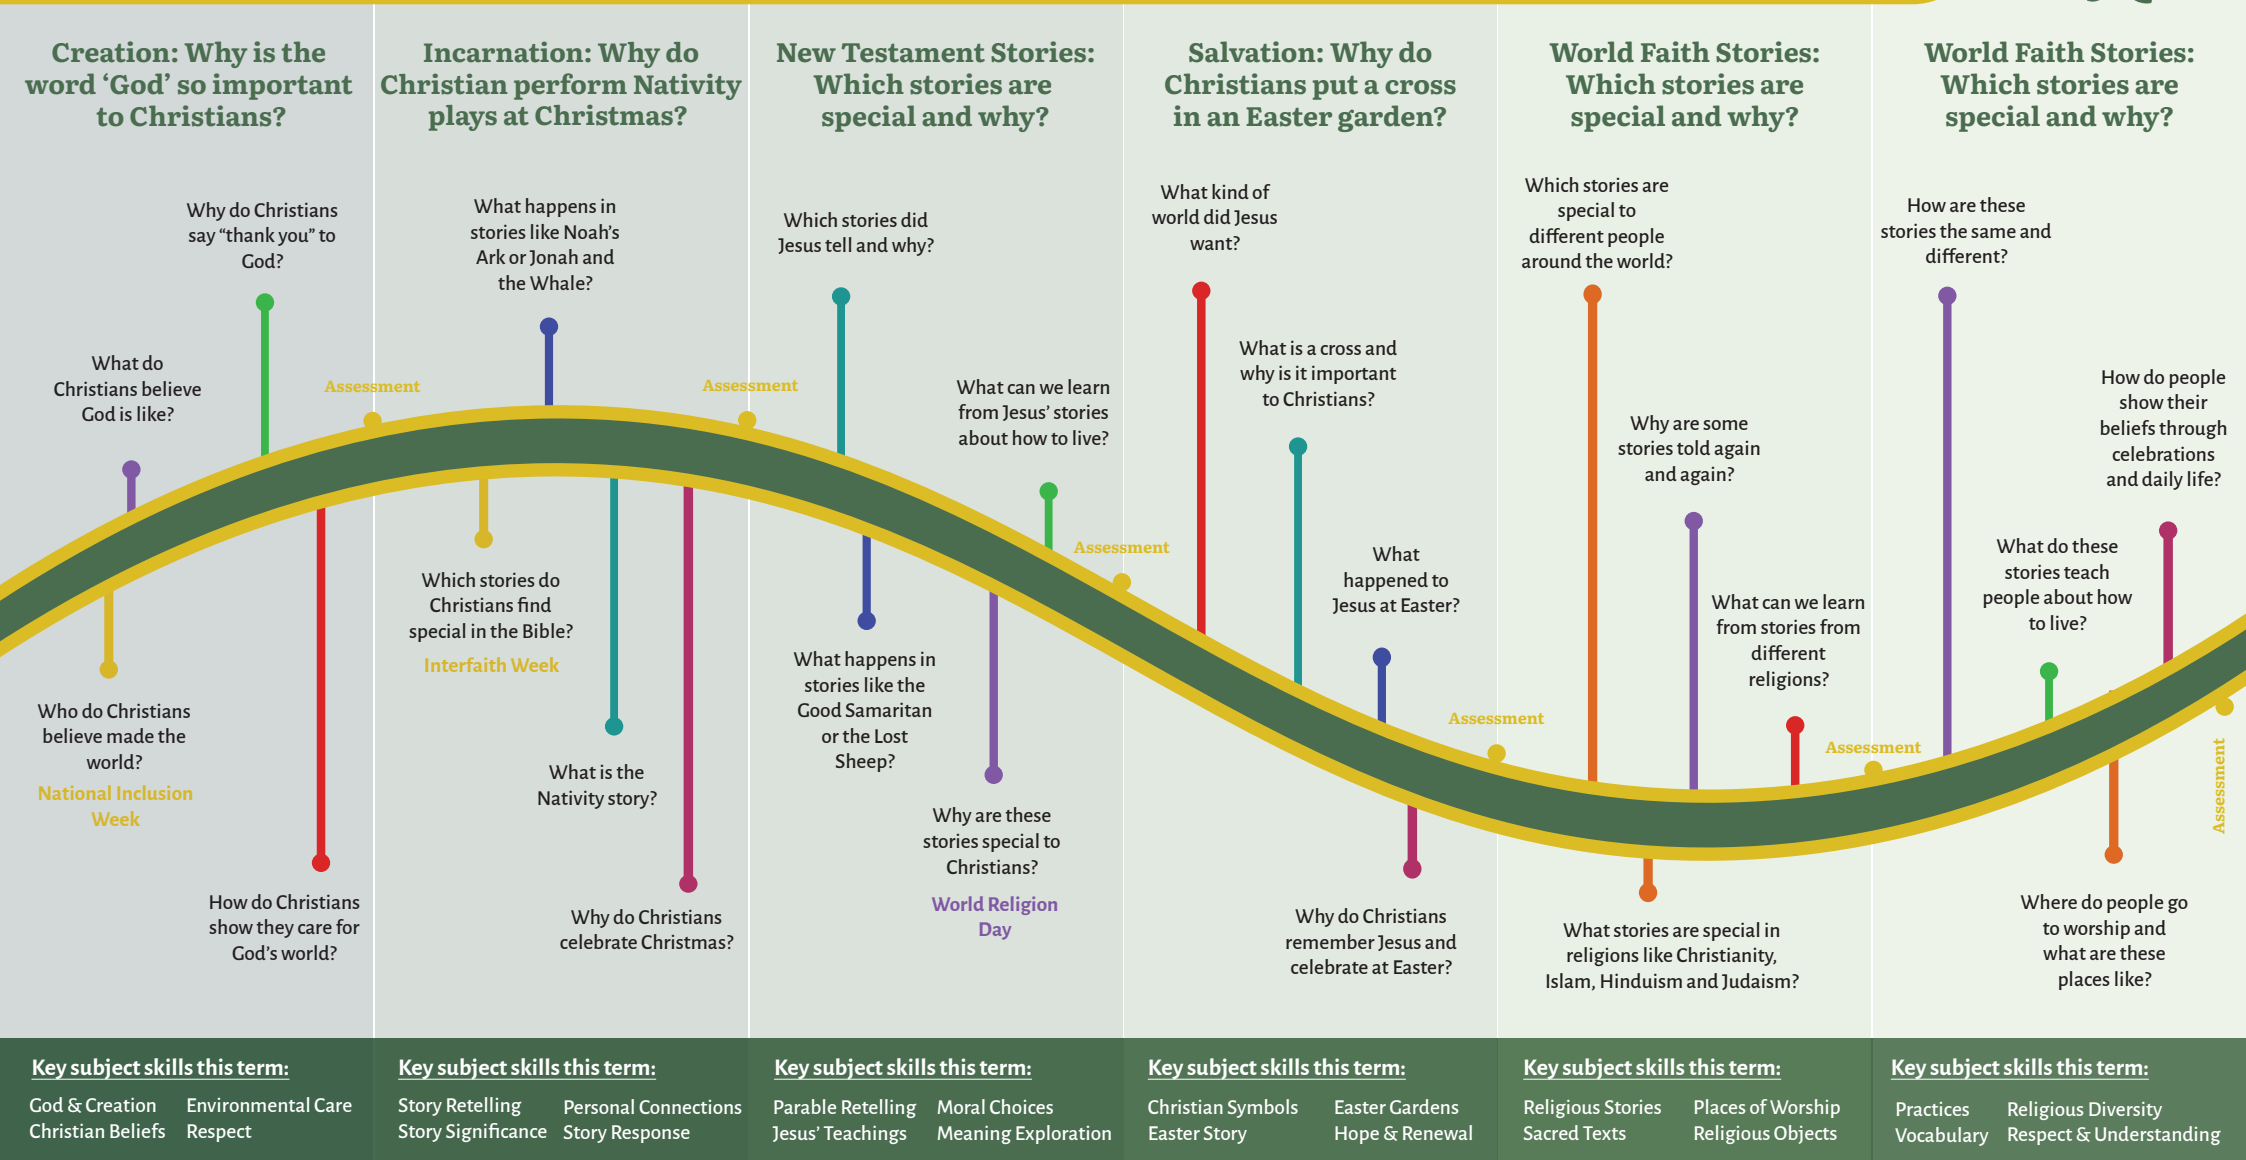 Creation: Why is the
word ‘God’ so important
to Christians?
Why do Christians
say “thank you” to
God?
What do
Christians believe
God is like?
Assessment
Who do Christians
believe made the
world?
National Inclusion
Week
How do Christians
show they care for
God’s world?
Key subject skills this term:
God & Creation
Christian Beliefs
Environmental Care
Respect
Incarnation: Why do
Christian perform Nativity
plays at Christmas?
What happens in
stories like Noah’s
Ark or Jonah and
the Whale?
Assessment
Which stories do
Christians find
special in the Bible?
Interfaith Week
What is the
Nativity story?
Why do Christians
celebrate Christmas?
Key subject skills this term:
Story Retelling
Story Significance
Personal Connections
Story Response
New Testament Stories:
Which stories are
special and why?
Which stories did
Jesus tell and why?
What can we learn
from Jesus’ stories
about how to live?
Assessment
What happens in
stories like the
Good Samaritan
or the Lost
Sheep?
Why are these
stories special to
Christians?
World Religion
Day
Key subject skills this term:
Parable Retelling
Jesus’ Teachings
Moral Choices
Meaning Exploration
Salvation: Why do
Christians put a cross
in an Easter garden?
What kind of
world did Jesus
want?
What is a cross and
why is it important
to Christians?
What
happened to
Jesus at Easter?
Assessment
Why do Christians
remember Jesus and
celebrate at Easter?
Key subject skills this term:
Christian Symbols
Easter Story
Easter Gardens
Hope & Renewal
World Faith Stories:
Which stories are
special and why?
Which stories are
special to
different people
around the world?
Why are some
stories told again
and again?
What can we learn
from stories from
different
religions?
Assessment
What stories are special in
religions like Christianity,
Islam, Hinduism and Judaism?
Key subject skills this term:
Religious Stories
Sacred Texts
Places of Worship
Religious Objects
World Faith Stories:
Which stories are
special and why?
How are these
stories the same and
different?
How do people
show their
beliefs through
celebrations
and daily life?
What do these
stories teach
people about how
to live?
Assessment
Where do people go
to worship and
what are these
places like?
Key subject skills this term:
Practices
Vocabulary
Religious Diversity
Respect & Understanding